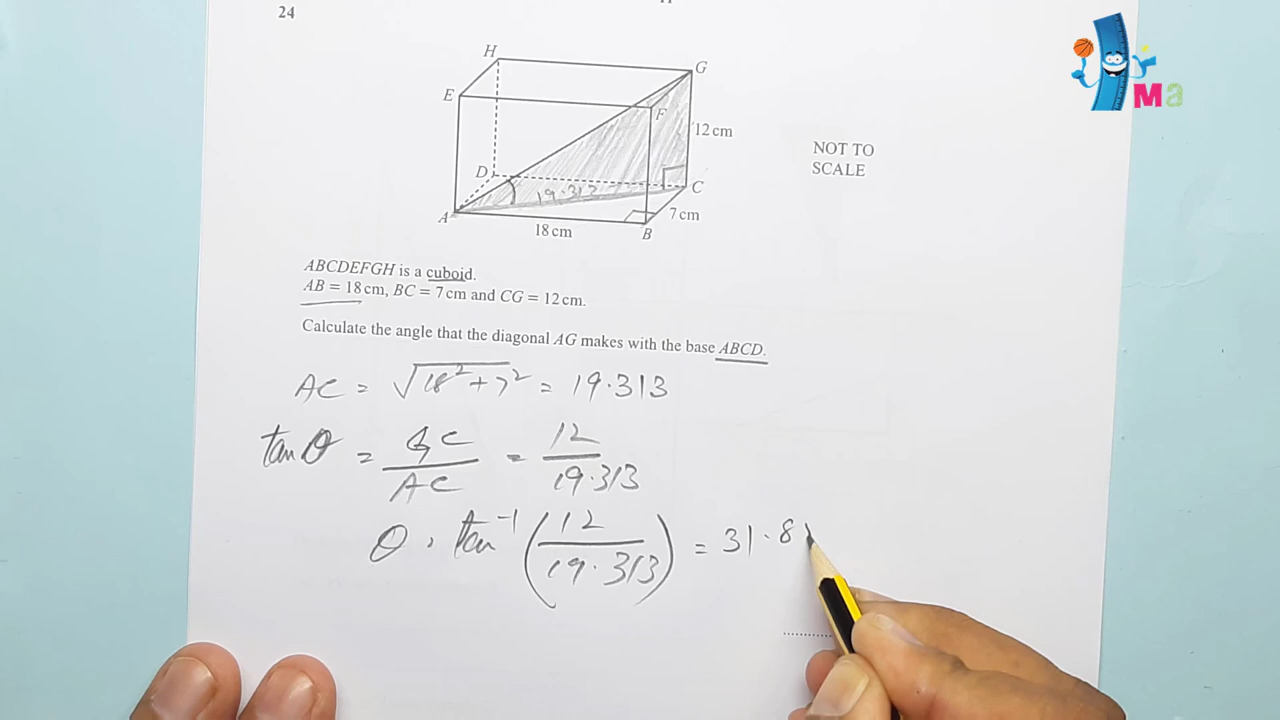 24
H
G
E
F
12 cm
NOT TO
SCALE
D
19.313
C
A
7 cm
18 cm
B
ABCDEFGH is a cuboid.
AB = 18 cm, BC = 7 cm and CG = 12 cm.
Calculate the angle that the diagonal AG makes with the base ABCD.
AC = √18² + 7² = 19.313
tan θ = GC/AC = 12/19.313
θ = tan⁻¹ (12/19.313) = 31.8
Ma